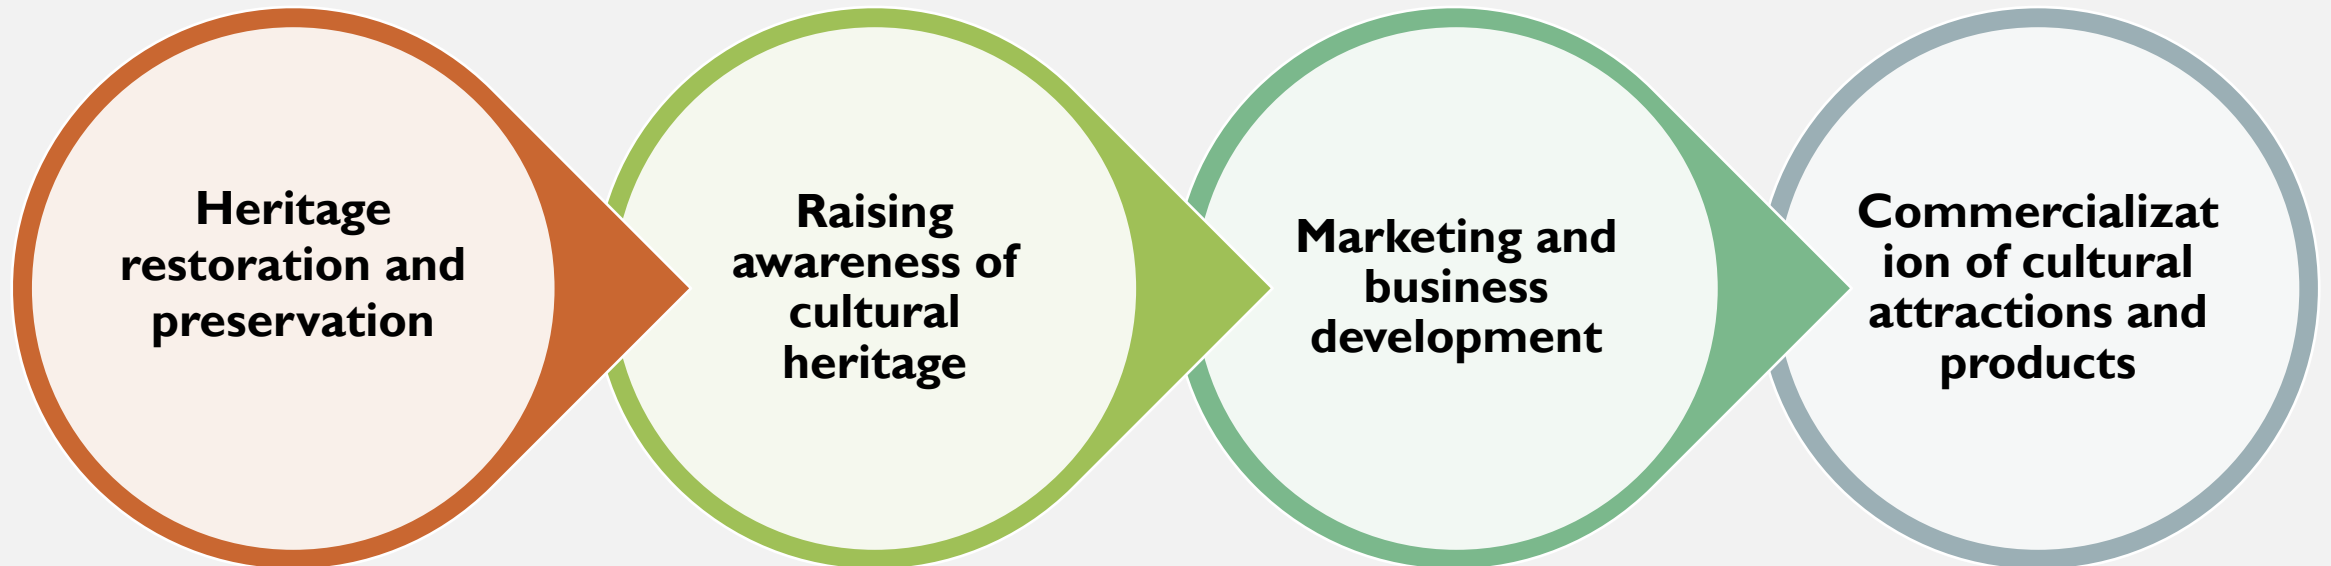 Heritage
restoration and
preservation
Raising
awareness of
cultural
heritage
Marketing and
business
development
Commercializat
ion of cultural
attractions and
products